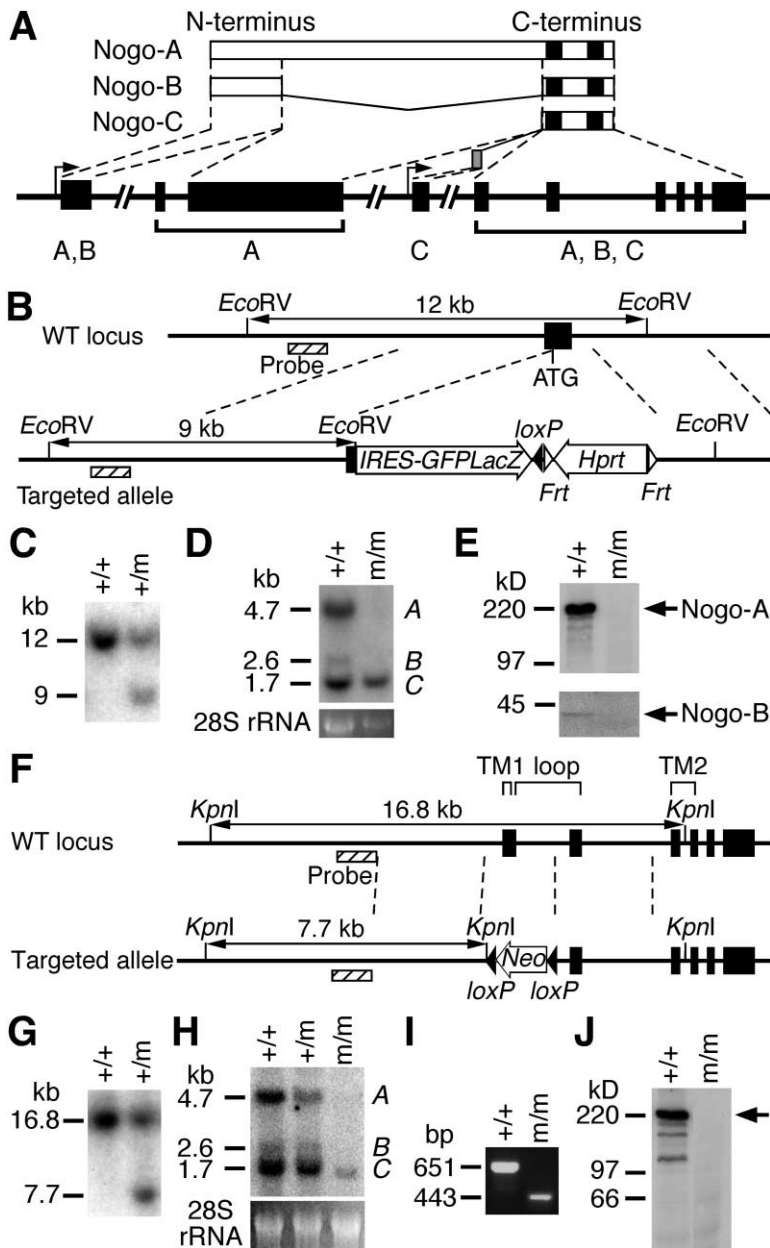 A
N-terminus C-terminus
Nogo-A
Nogo-B
Nogo-C
A,B A C A, B, C
B
EcoRV 12 kb EcoRV
WT locus
Probe
ATG
EcoRV 9 kb EcoRV loxP EcoRV
IRES-GFPLacZ Hprt
Targeted allele Frt Frt
C
+/+ +/m
kb
12
9
D
+/+ m/m
kb
4.7 A
2.6 B
1.7 C
28S rRNA
E
+/+ m/m
kD
220 Nogo-A
97
45 Nogo-B
F
TM1 loop TM2
KpnI 16.8 kb KpnI
WT locus
Probe
KpnI 7.7 kb KpnI KpnI
Targeted allele Neo
loxP loxP
G
+/+ +/m
kb
16.8
7.7
H
+/+ +/m m/m
kb
4.7 A
2.6 B
1.7 C
28S
rRNA
I
+/+ m/m
bp
651
443
J
+/+ m/m
kD
220
97
66